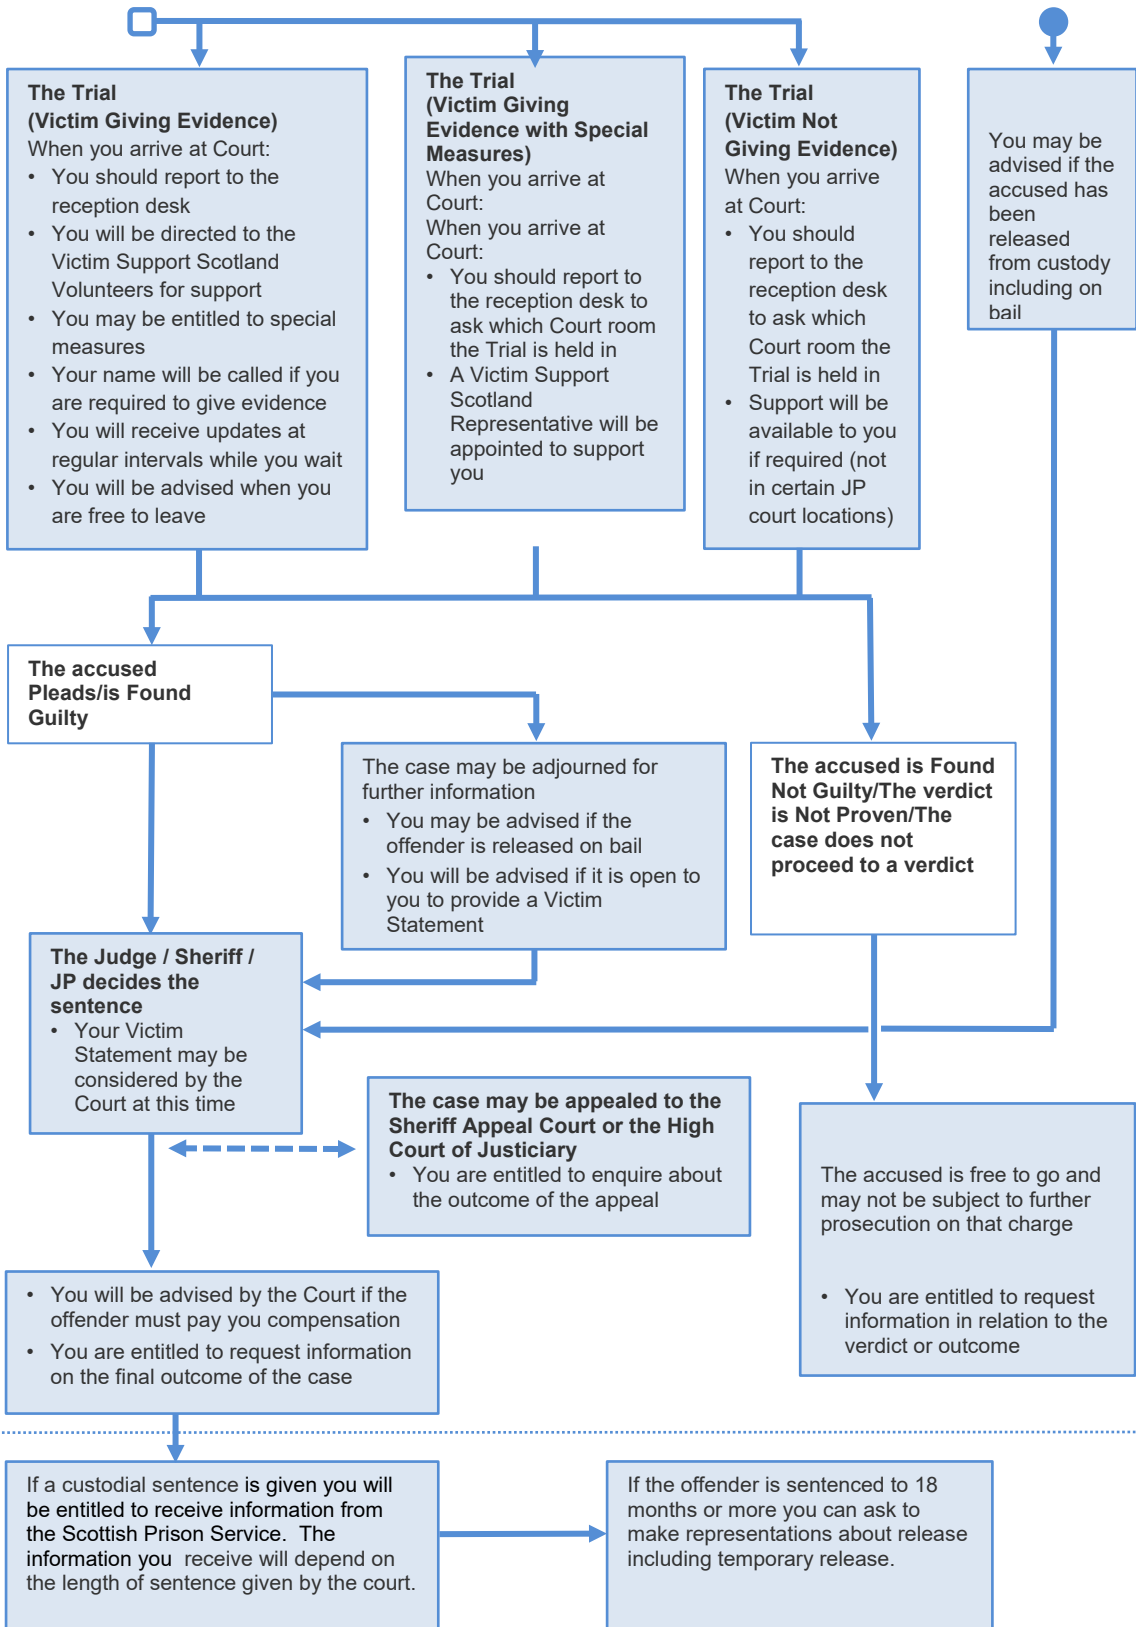 The Trial
(Victim Giving Evidence)
When you arrive at Court:
• You should report to the
reception desk
• You will be directed to the
Victim Support Scotland
Volunteers for support
• You may be entitled to special
measures
• Your name will be called if you
are required to give evidence
• You will receive updates at
regular intervals while you wait
• You will be advised when you
are free to leave
The Trial
(Victim Giving
Evidence with Special
Measures)
When you arrive at
Court:
When you arrive at
Court:
• You should report to
the reception desk to
ask which Court room
the Trial is held in
• A Victim Support
Scotland
Representative will be
appointed to support
you
The Trial
(Victim Not
Giving Evidence)
When you arrive
at Court:
• You should
report to the
reception desk
to ask which
Court room the
Trial is held in
• Support will be
available to you
if required (not
in certain JP
court locations)
You may be
advised if the
accused has
been
released
from custody
including on
bail
The accused
Pleads/is Found
Guilty
The case may be adjourned for
further information
• You may be advised if the
offender is released on bail
• You will be advised if it is open to
you to provide a Victim
Statement
The accused is Found
Not Guilty/The verdict
is Not Proven/The
case does not
proceed to a verdict
The Judge / Sheriff /
JP decides the
sentence
• Your Victim
Statement may be
considered by the
Court at this time
The case may be appealed to the
Sheriff Appeal Court or the High
Court of Justiciary
• You are entitled to enquire about
the outcome of the appeal
The accused is free to go and
may not be subject to further
prosecution on that charge
• You are entitled to request
information in relation to the
verdict or outcome
• You will be advised by the Court if the
offender must pay you compensation
• You are entitled to request information
on the final outcome of the case
If a custodial sentence is given you will
be entitled to receive information from
the Scottish Prison Service. The
information you receive will depend on
the length of sentence given by the court.
If the offender is sentenced to 18
months or more you can ask to
make representations about release
including temporary release.